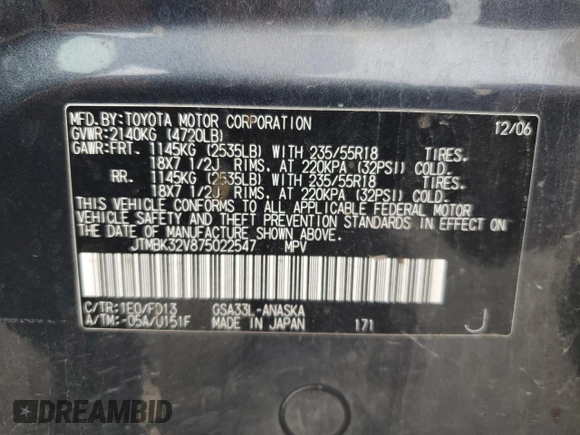 MFD.BY:TOYOTA MOTOR CORPORATION 12/06
GVWR:2140KG (4720LB)
GAWR:FRT. 1145KG (2535LB) WITH 235/55R18 TIRES.
18X7 1/2J RIMS, AT 220KPA (32PSI) COLD.
RR. 1145KG (2535LB) WITH 235/55R18 TIRES.
18X7 1/2J RIMS, AT 220KPA (32PSI) COLD.
THIS VEHICLE CONFORMS TO ALL APPLICABLE FEDERAL MOTOR
VEHICLE SAFETY AND THEFT PREVENTION STANDARDS IN EFFECT ON
THE DATE OF MANUFACTURE SHOWN ABOVE.
JTMBK32V875022547 MPV
C/TR:1E0/FD13 GSA33L-ANASKA
A/TM:-05A/U151F MADE IN JAPAN 171 J
DREAMBID